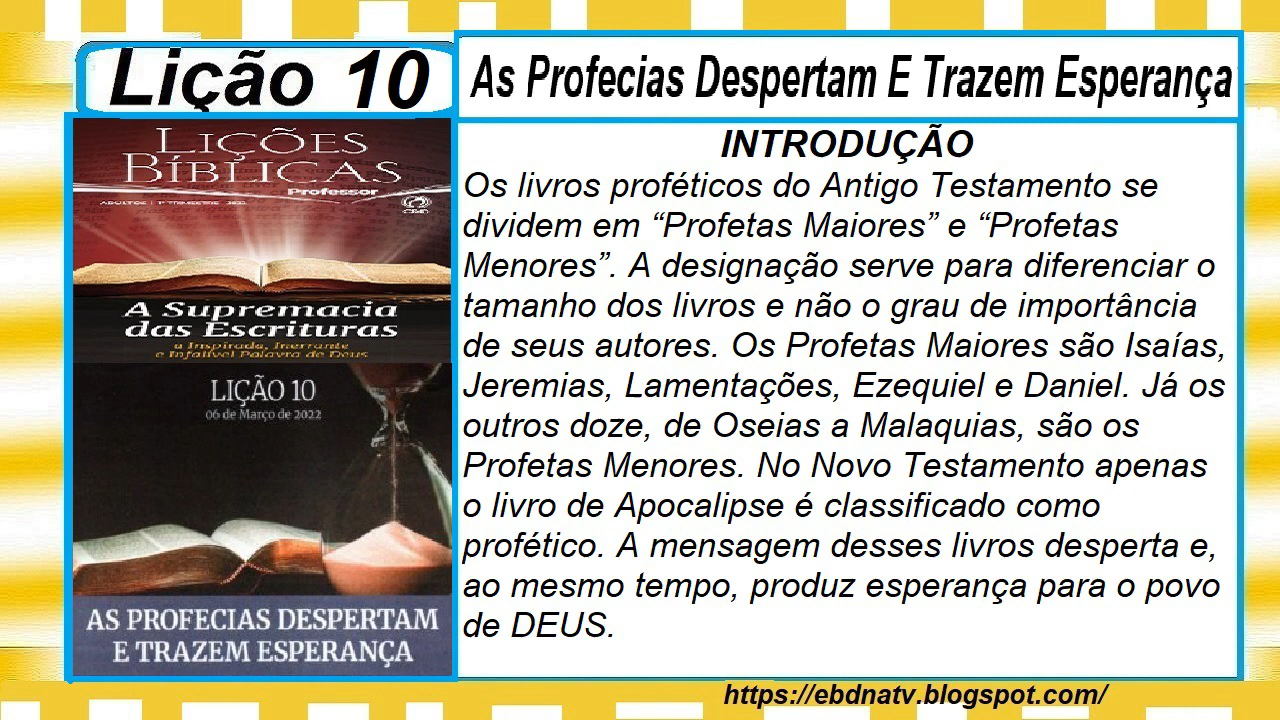 Lição 10
As Profecias Despertam E Trazem Esperança
LIÇÕES
BÍBLICAS
Professor
ADULTOS | 1º TRIMESTRE 2022
CPAD
A Supremacia
das Escrituras
a Inspirada, Inerrante
e Infalível Palavra de Deus
LIÇÃO 10
06 de Março de 2022
AS PROFECIAS DESPERTAM
E TRAZEM ESPERANÇA
INTRODUÇÃO
Os livros proféticos do Antigo Testamento se
dividem em “Profetas Maiores” e “Profetas
Menores”. A designação serve para diferenciar o
tamanho dos livros e não o grau de importância
de seus autores. Os Profetas Maiores são Isaías,
Jeremias, Lamentações, Ezequiel e Daniel. Já os
outros doze, de Oseias a Malaquias, são os
Profetas Menores. No Novo Testamento apenas
o livro de Apocalipse é classificado como
profético. A mensagem desses livros desperta e,
ao mesmo tempo, produz esperança para o povo
de DEUS.
https://ebdnatv.blogspot.com/